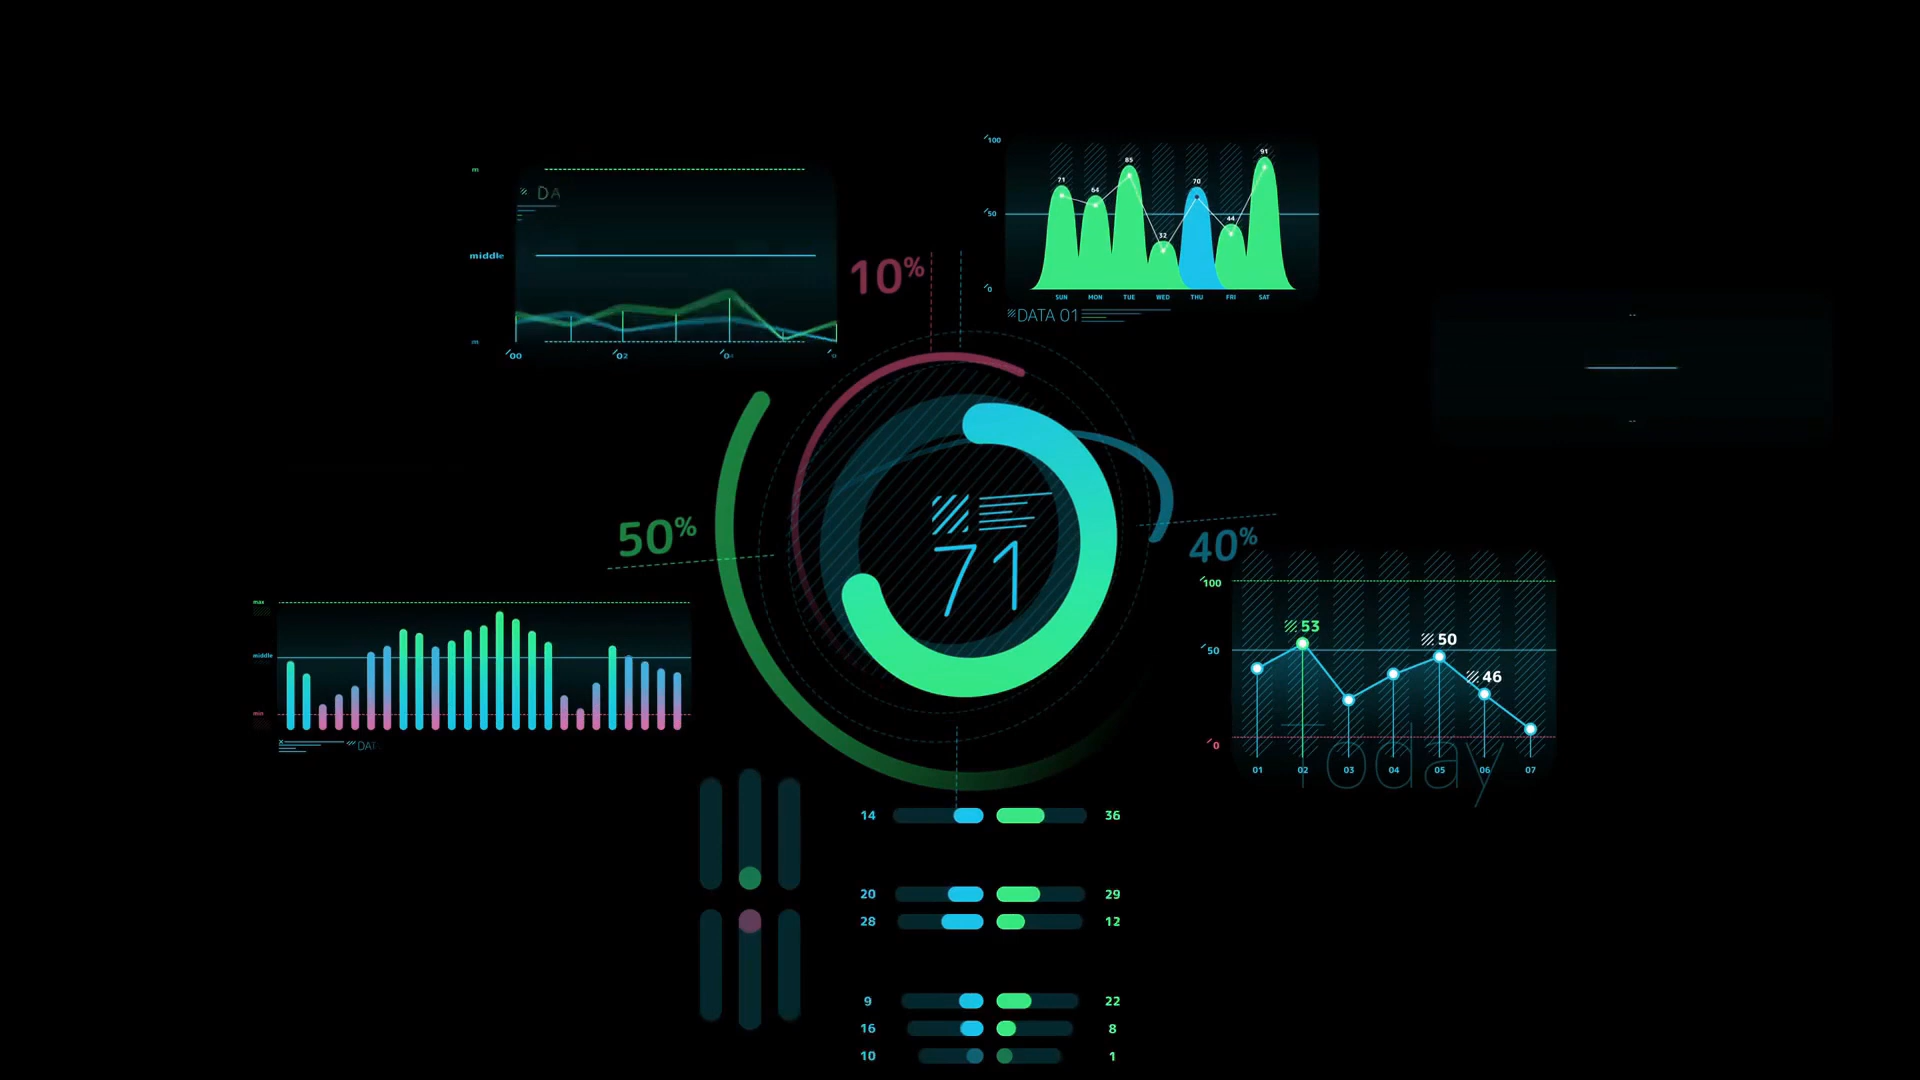 m
DA
middle
m
00 02
10%
100
50
0
71 64 85 32 70 44 91
SUN MON TUE WED THU FRI SAT
DATA 01
--
--
50%
71
40%
max
middle
min
DAT
100
50
0
53
50
46
01 02 03 04 05 06 07
Today
14 36
20 29
28 12
9 22
16 8
10 1